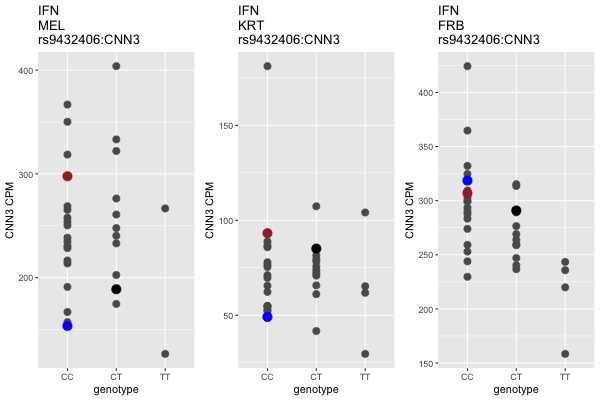 IFN
MEL
rs9432406:CNN3
400
300
200
CNN3 CPM
CC
CT
TT
genotype
IFN
KRT
rs9432406:CNN3
150
100
50
CNN3 CPM
CC
CT
TT
genotype
IFN
FRB
rs9432406:CNN3
400
350
300
250
200
150
CNN3 CPM
CC
CT
TT
genotype